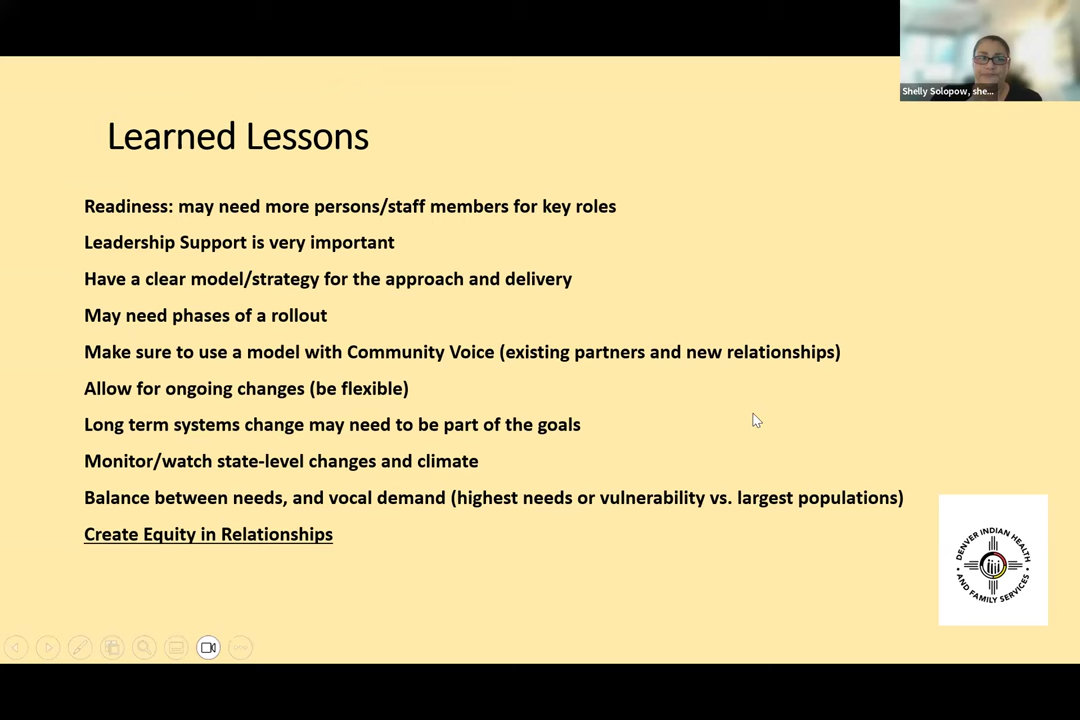 Shelly Solopow, she...
Learned Lessons
Readiness: may need more persons/staff members for key roles
Leadership Support is very important
Have a clear model/strategy for the approach and delivery
May need phases of a rollout
Make sure to use a model with Community Voice (existing partners and new relationships)
Allow for ongoing changes (be flexible)
Long term systems change may need to be part of the goals
Monitor/watch state-level changes and climate
Balance between needs, and vocal demand (highest needs or vulnerability vs. largest populations)
Create Equity in Relationships
DENVER INDIAN HEALTH
AND FAMILY SERVICES